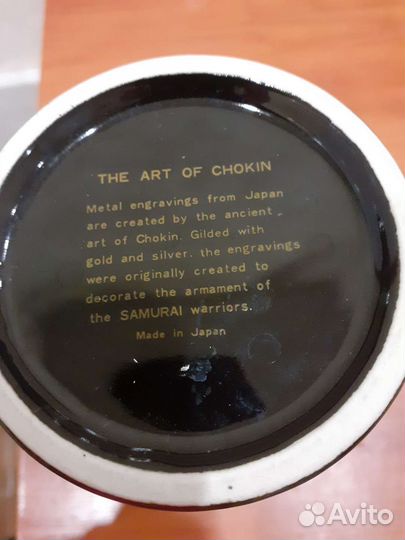 THE ART OF CHOKIN
Metal engravings from Japan
are created by the ancient
art of Chokin. Gilded with
gold and silver. the engravings
were originally created to
decorate the armament of
the SAMURAI warriors.
Made in Japan
Avito